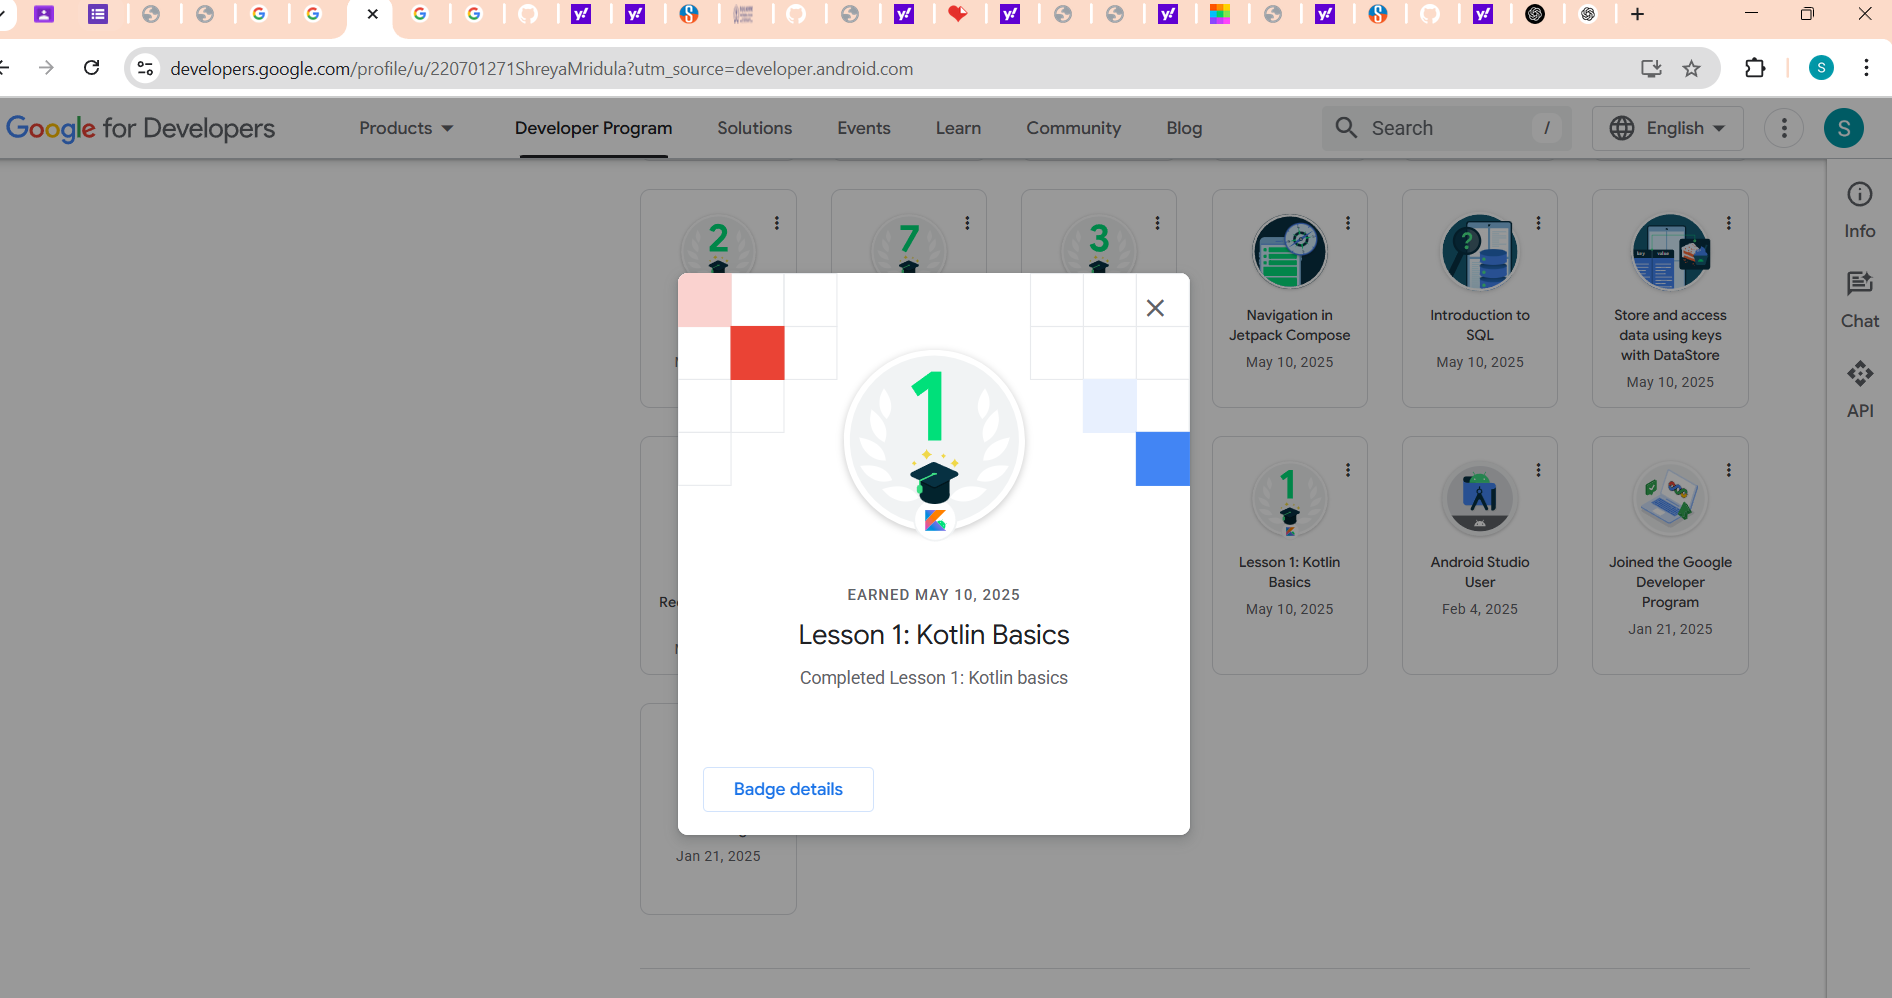 developers.google.com/profile/u/220701271ShreyaMridula?utm_source=developer.android.com
S
Google for Developers
Products
Developer Program
Solutions
Events
Learn
Community
Blog
Search
/
English
S
2
7
3
Navigation in
Jetpack Compose
May 10, 2025
Introduction to
SQL
May 10, 2025
key value
Store and access
data using keys
with DataStore
May 10, 2025
Info
Chat
API
1
EARNED MAY 10, 2025
Lesson 1: Kotlin Basics
Completed Lesson 1: Kotlin basics
Badge details
1
Lesson 1: Kotlin
Basics
May 10, 2025
Android Studio
User
Feb 4, 2025
Joined the Google
Developer
Program
Jan 21, 2025
Jan 21, 2025